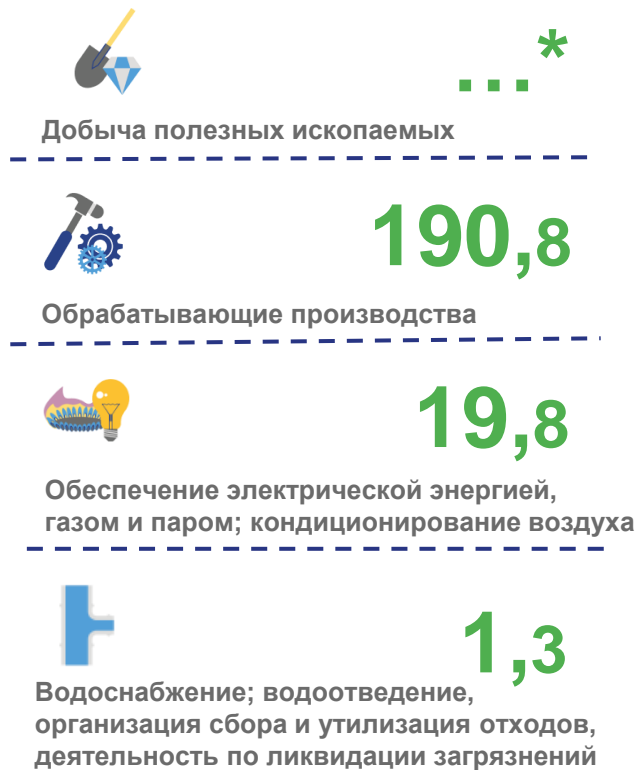 ...*
Добыча полезных ископаемых
190,8
Обрабатывающие производства
19,8
Обеспечение электрической энергией,
газом и паром; кондиционирование воздуха
1,3
Водоснабжение; водоотведение,
организация сбора и утилизация отходов,
деятельность по ликвидации загрязнений